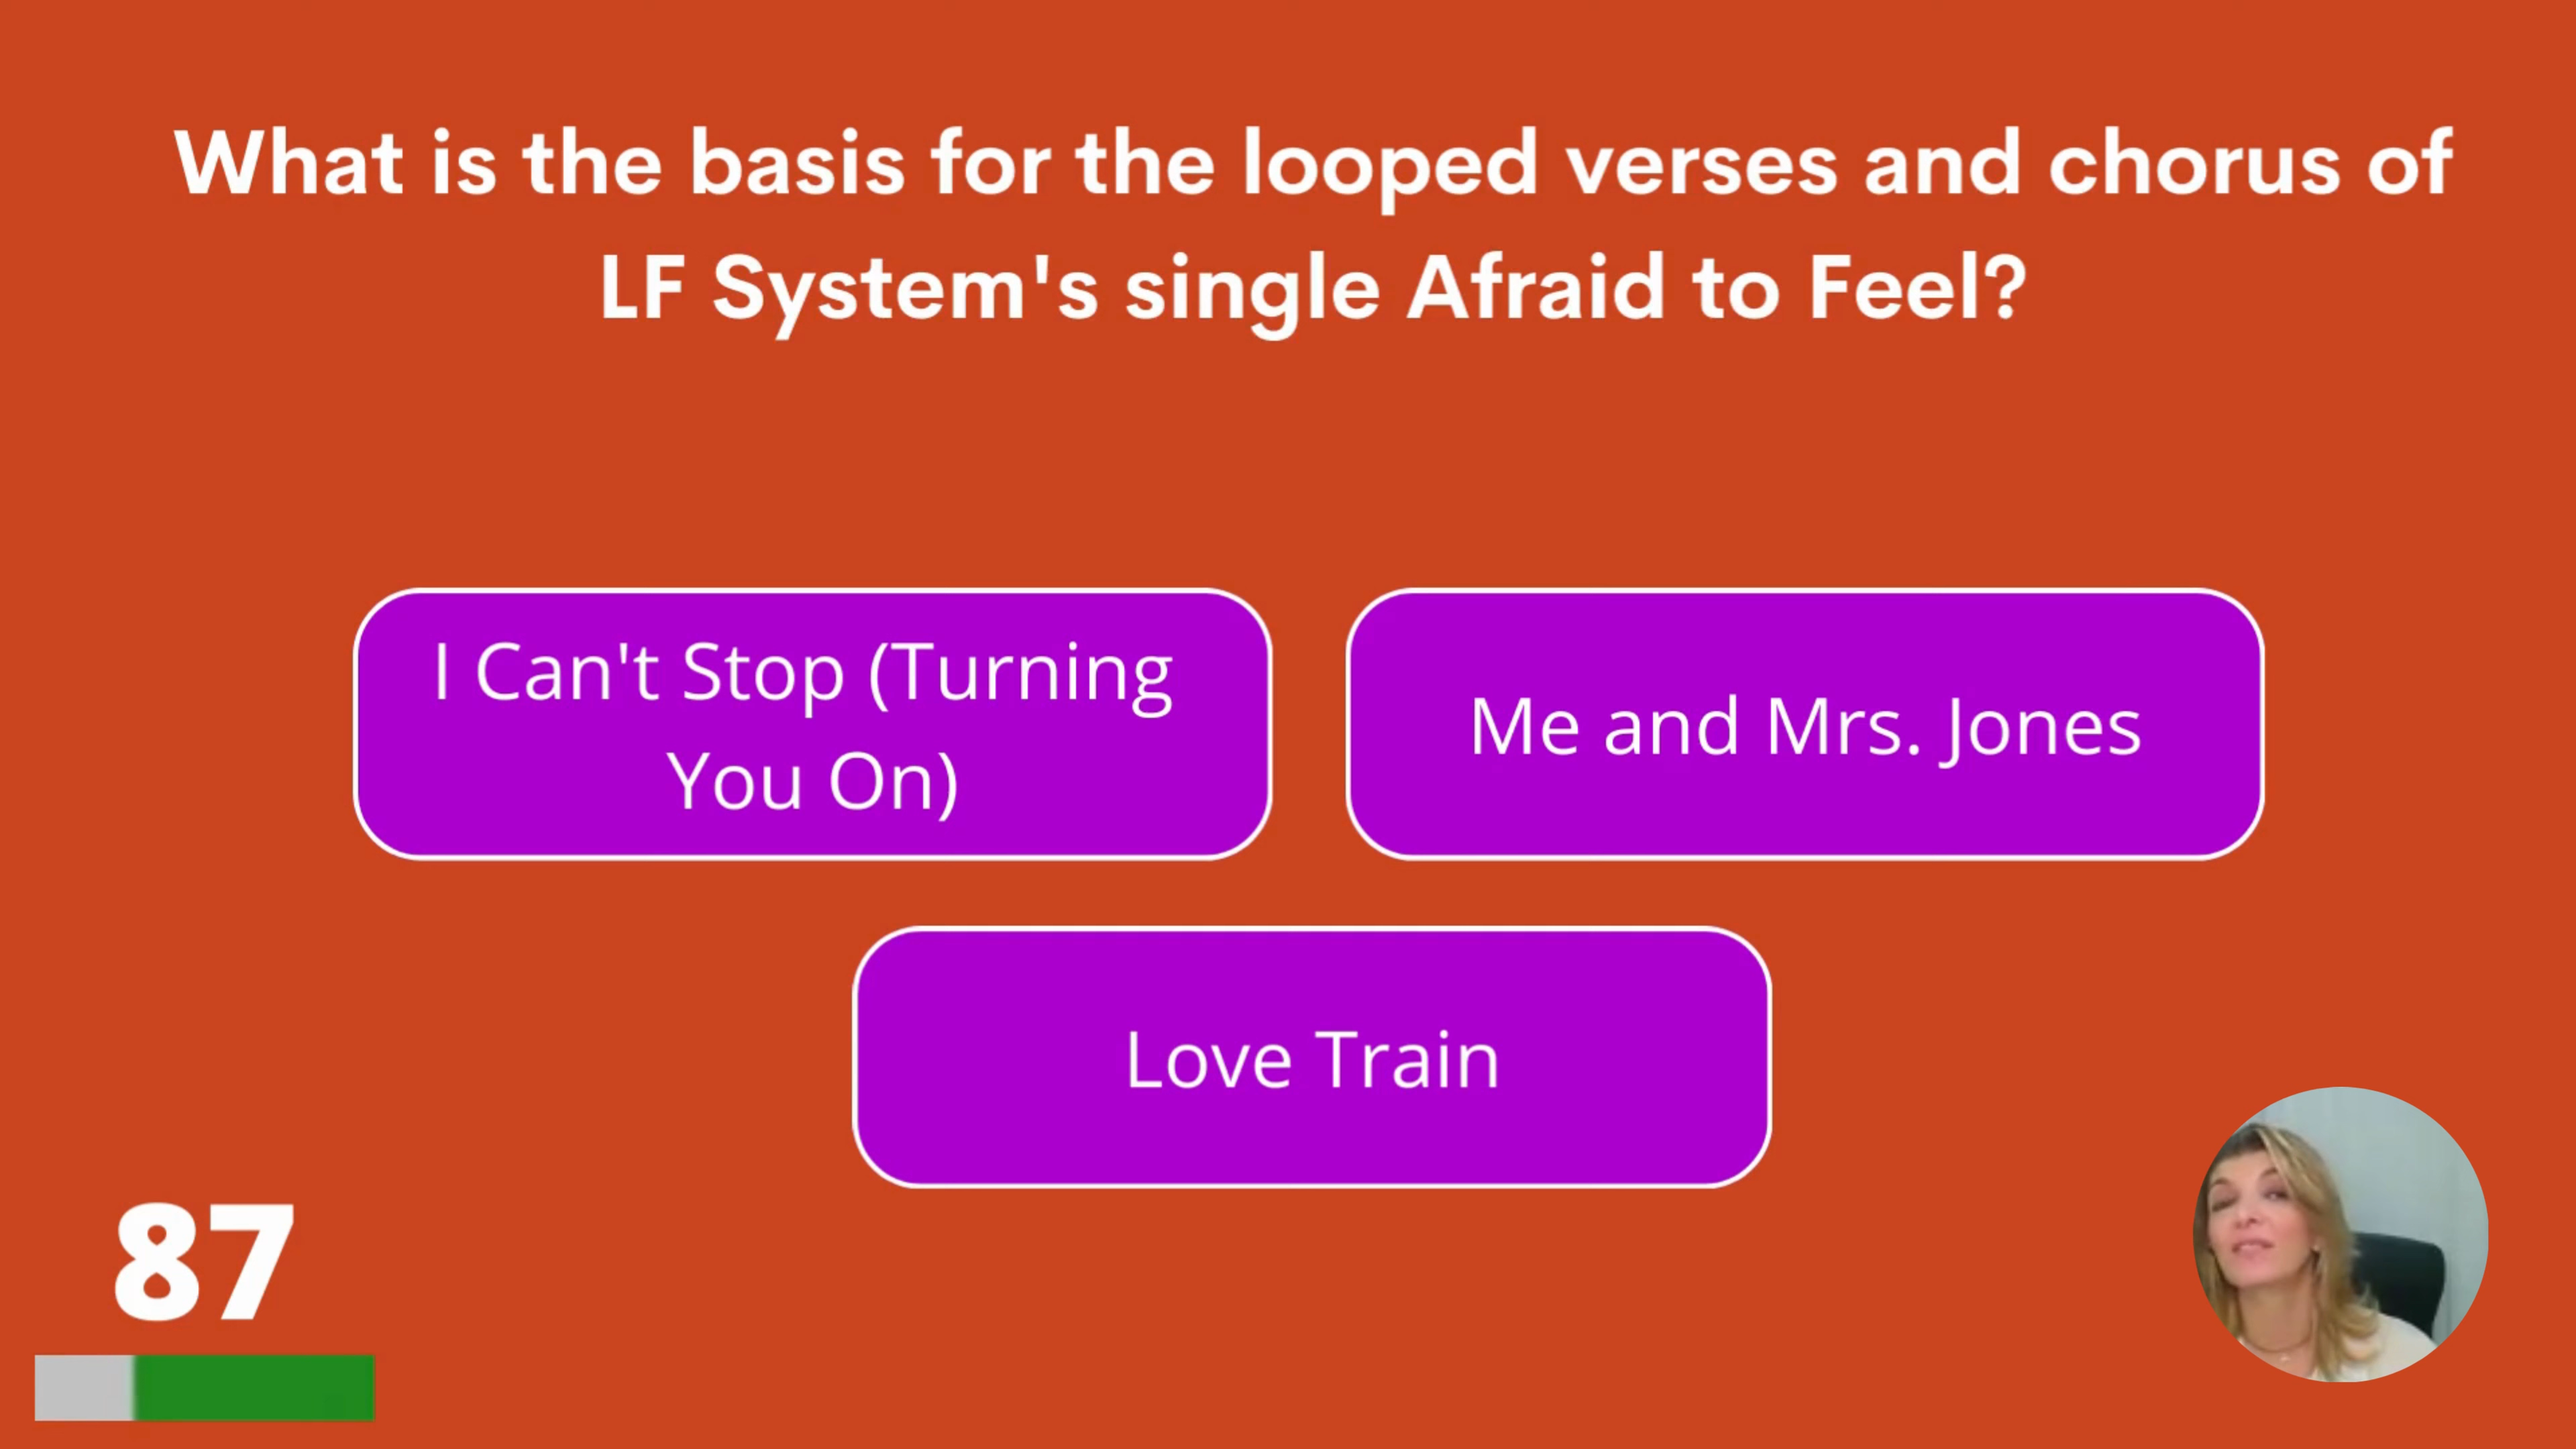 What is the basis for the looped verses and chorus of
LF System's single Afraid to Feel?
I Can't Stop (Turning
You On)
Me and Mrs. Jones
Love Train
87